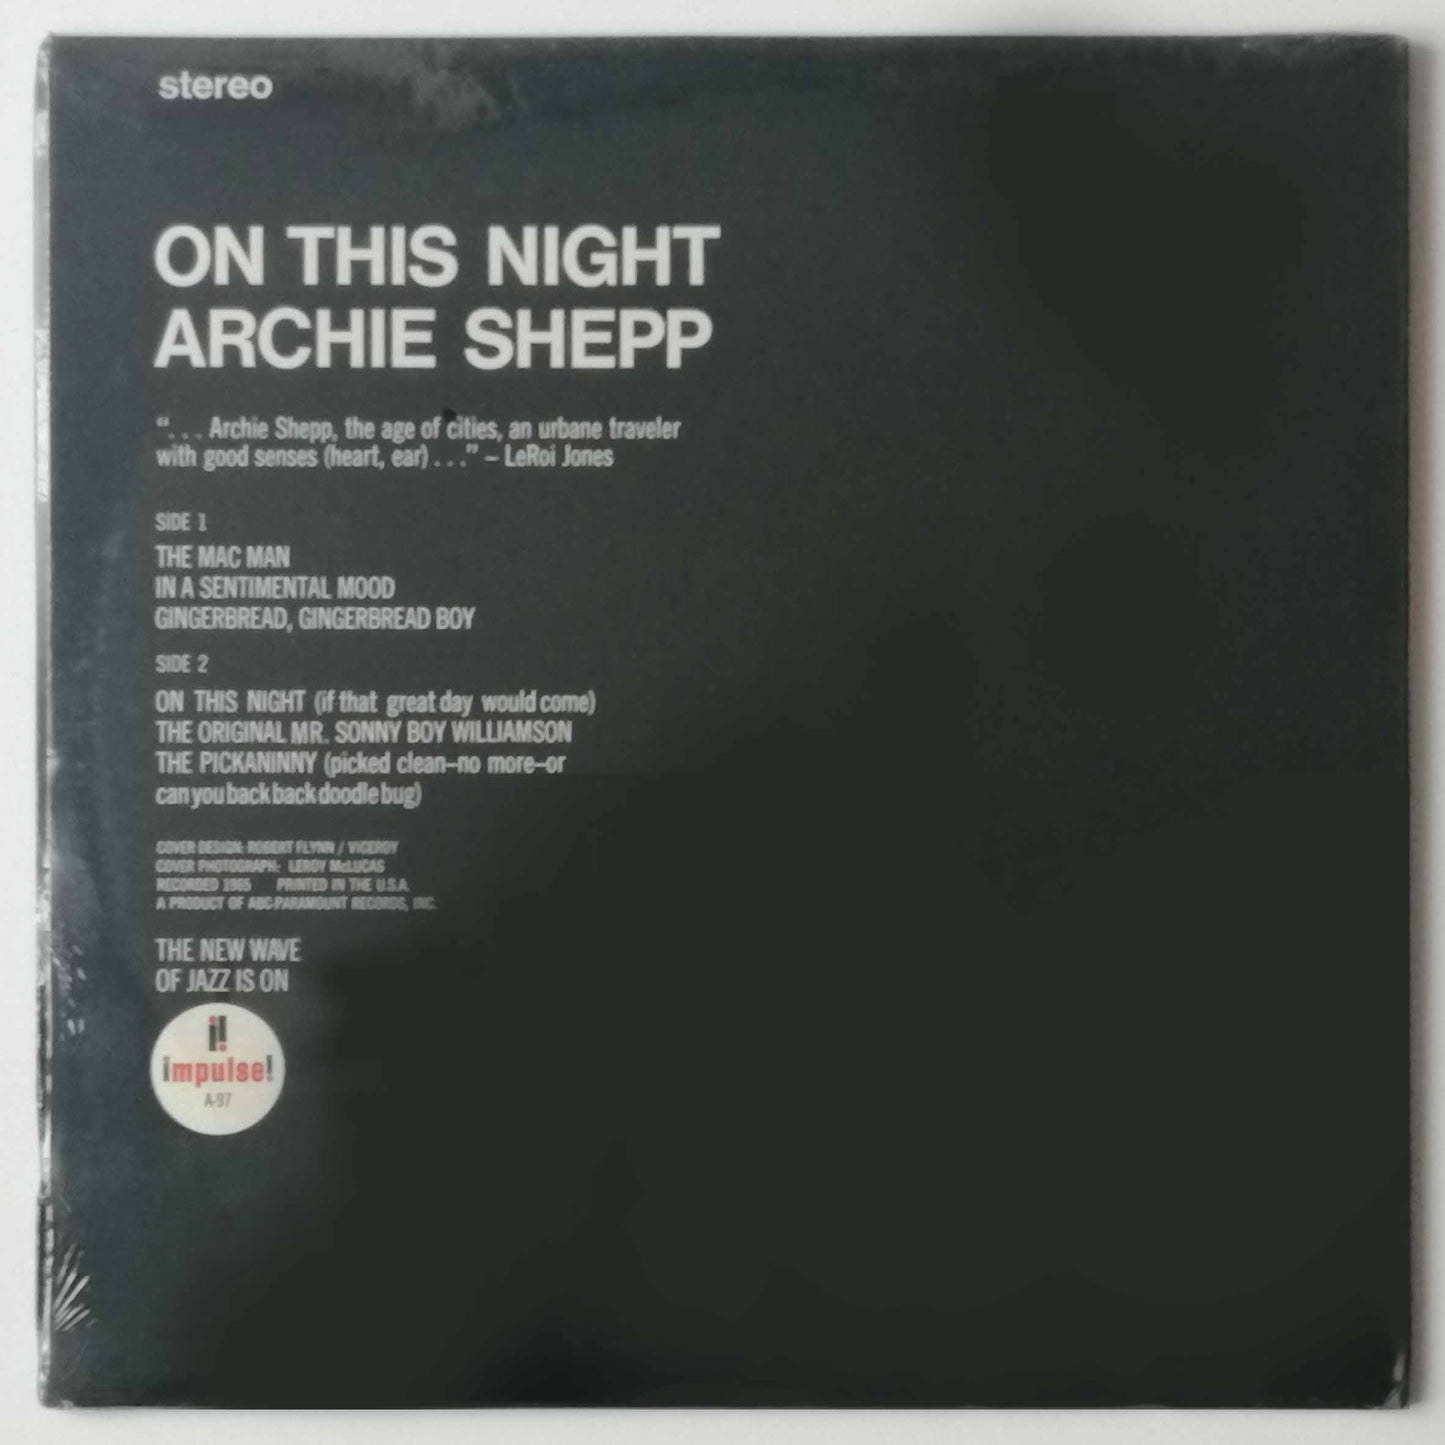 stereo
ON THIS NIGHT
ARCHIE SHEPP
“. . . Archie Shepp, the age of cities, an urbane traveler
with good senses (heart, ear) . . .” – LeRoi Jones
SIDE 1
THE MAC MAN
IN A SENTIMENTAL MOOD
GINGERBREAD, GINGERBREAD BOY
SIDE 2
ON THIS NIGHT (if that great day would come)
THE ORIGINAL MR. SONNY BOY WILLIAMSON
THE PICKANINNY (picked clean–no more–or
can you back back doodlebug)
COVER DESIGN: ROBERT FLYNN / VICEROY
COVER PHOTOGRAPH: LEROY McLUCAS
RECORDED 1965 PRINTED IN THE U.S.A.
A PRODUCT OF ABC-PARAMOUNT RECORDS, INC.
THE NEW WAVE
OF JAZZ IS ON
i!
impulse!
A-97